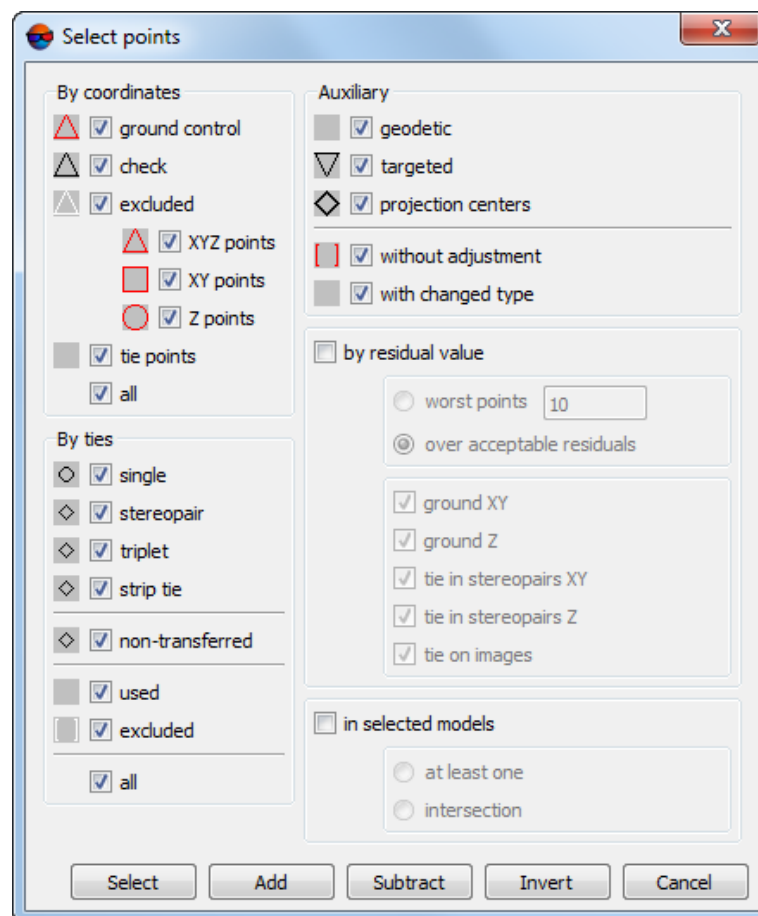 Select points
By coordinates
ground control
check
excluded
XYZ points
XY points
Z points
tie points
all
By ties
single
stereopair
triplet
strip tie
non-transferred
used
excluded
all
Auxiliary
geodetic
targeted
projection centers
without adjustment
with changed type
by residual value
worst points 10
over acceptable residuals
ground XY
ground Z
tie in stereopairs XY
tie in stereopairs Z
tie on images
in selected models
at least one
intersection
Select Add Subtract Invert Cancel